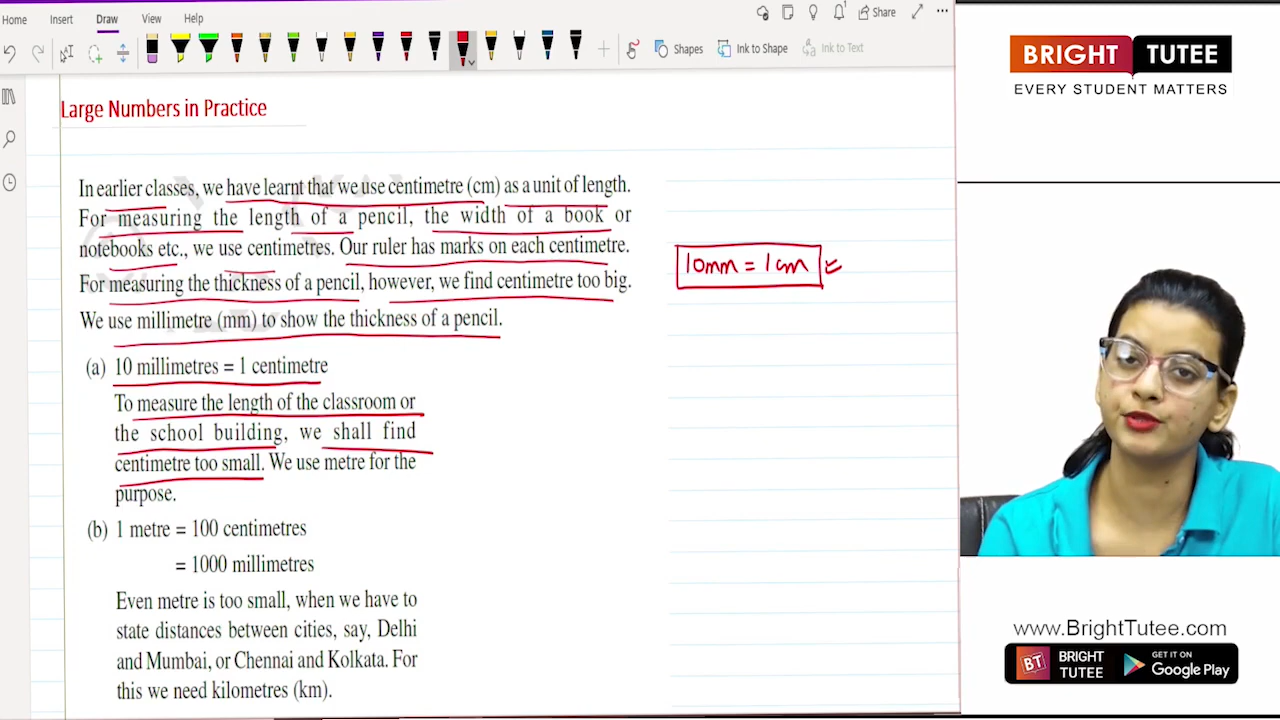 Home Insert Draw View Help
Share
Shapes Ink to Shape Ink to Text
Large Numbers in Practice
In earlier classes, we have learnt that we use centimetre (cm) as a unit of length.
For measuring the length of a pencil, the width of a book or
notebooks etc., we use centimetres. Our ruler has marks on each centimetre.
For measuring the thickness of a pencil, however, we find centimetre too big.
We use millimetre (mm) to show the thickness of a pencil.
(a) 10 millimetres = 1 centimetre
To measure the length of the classroom or
the school building, we shall find
centimetre too small. We use metre for the
purpose.
(b) 1 metre = 100 centimetres
= 1000 millimetres
Even metre is too small, when we have to
state distances between cities, say, Delhi
and Mumbai, or Chennai and Kolkata. For
this we need kilometres (km).
10mm = 1cm
BRIGHT TUTEE
EVERY STUDENT MATTERS
www.BrightTutee.com
BT BRIGHT TUTEE
GET IT ON
Google Play